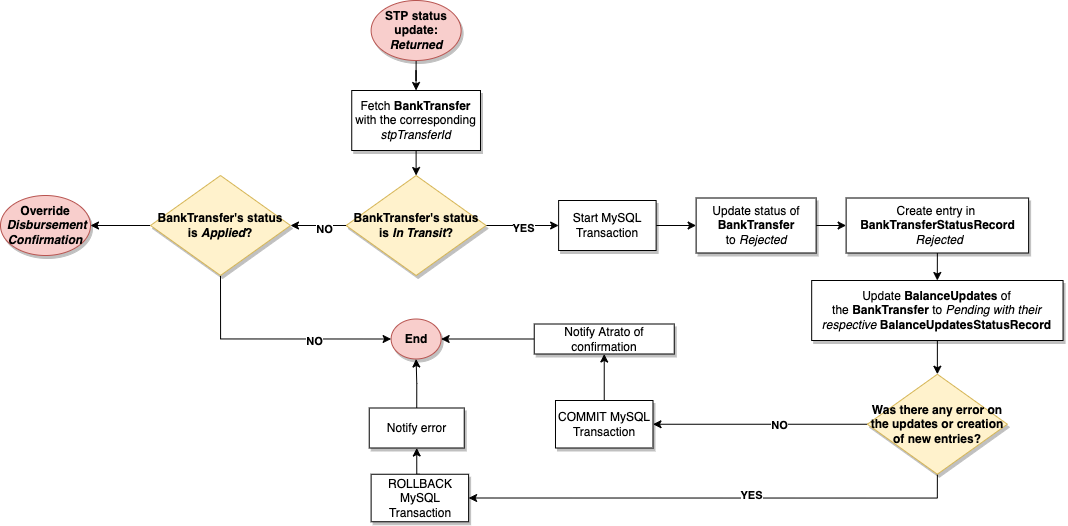 STP status
update:
Returned
Fetch BankTransfer
with the corresponding
stpTransferId
Override
Disbursement
Confirmation
BankTransfer's status
is Applied?
NO
BankTransfer's status
is In Transit?
YES
Start MySQL
Transaction
Update status of
BankTransfer
to Rejected
Create entry in
BankTransferStatusRecord
Rejected
Update BalanceUpdates of
the BankTransfer to Pending with their
respective BalanceUpdatesStatusRecord
NO
End
Notify Atrato of
confirmation
Was there any error on
the updates or creation
of new entries?
NO
COMMIT MySQL
Transaction
Notify error
YES
ROLLBACK
MySQL
Transaction